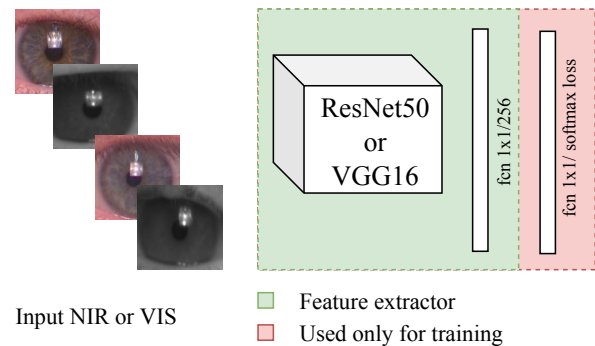 ResNet50
or
VGG16
fcn 1x1/256
fcn 1x1/ softmax loss
Input NIR or VIS
Feature extractor
Used only for training